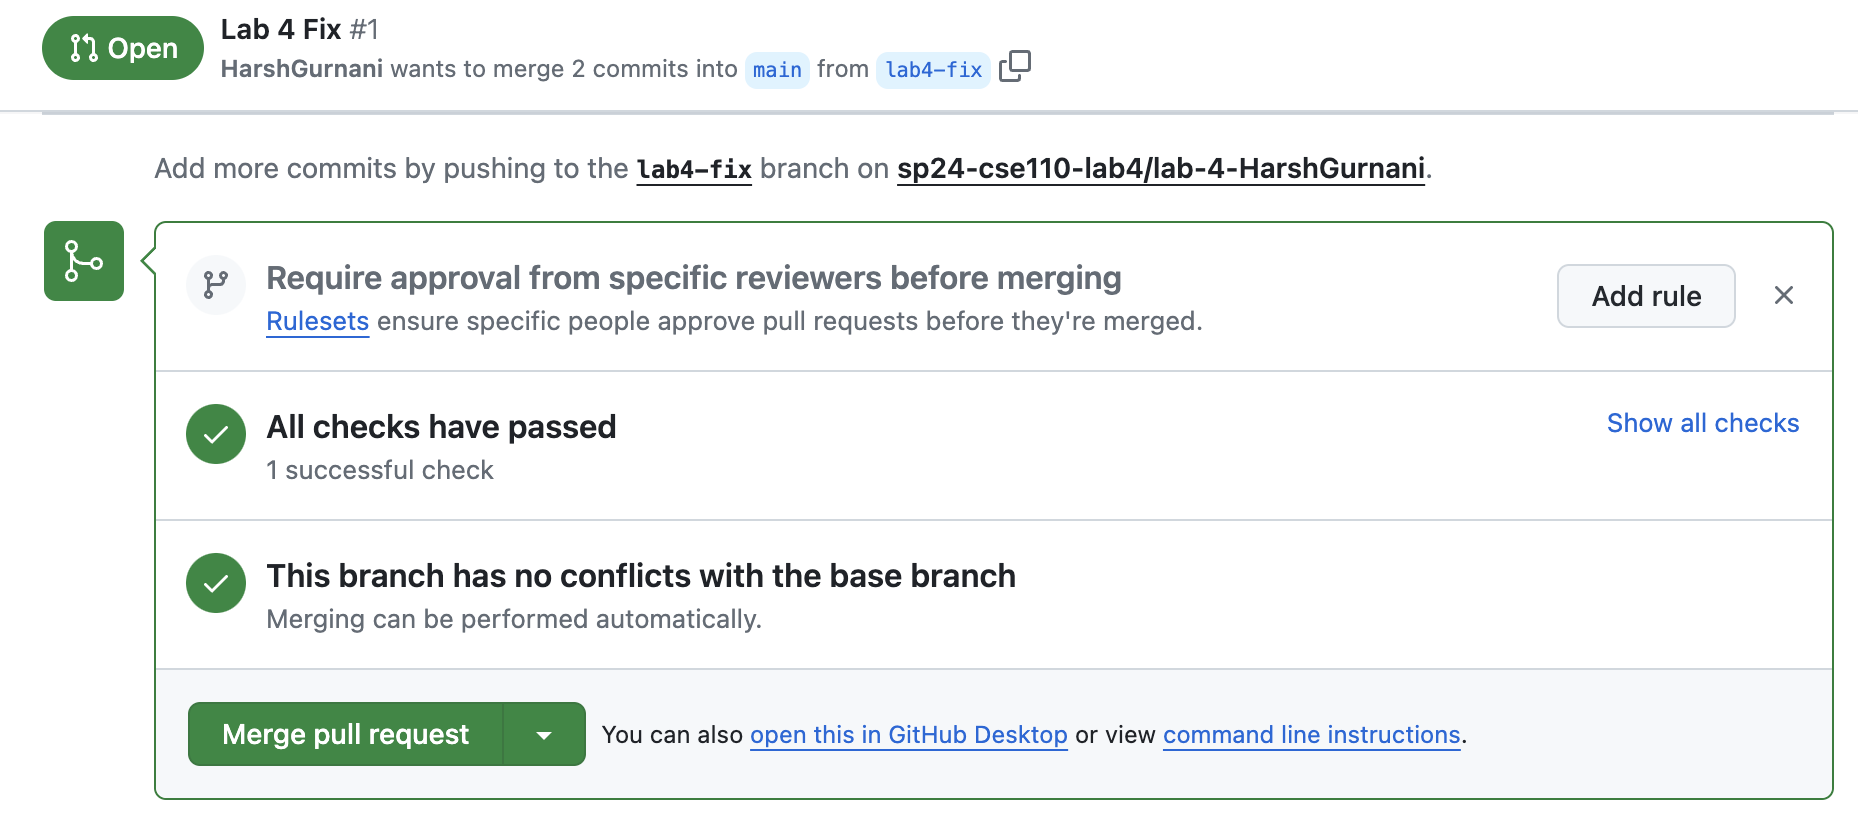 Open
Lab 4 Fix #1
HarshGurnani wants to merge 2 commits into main from lab4-fix
Add more commits by pushing to the lab4-fix branch on sp24-cse110-lab4/lab-4-HarshGurnani.
Require approval from specific reviewers before merging
Rulesets ensure specific people approve pull requests before they're merged.
Add rule
All checks have passed
Show all checks
1 successful check
This branch has no conflicts with the base branch
Merging can be performed automatically.
Merge pull request
You can also open this in GitHub Desktop or view command line instructions.